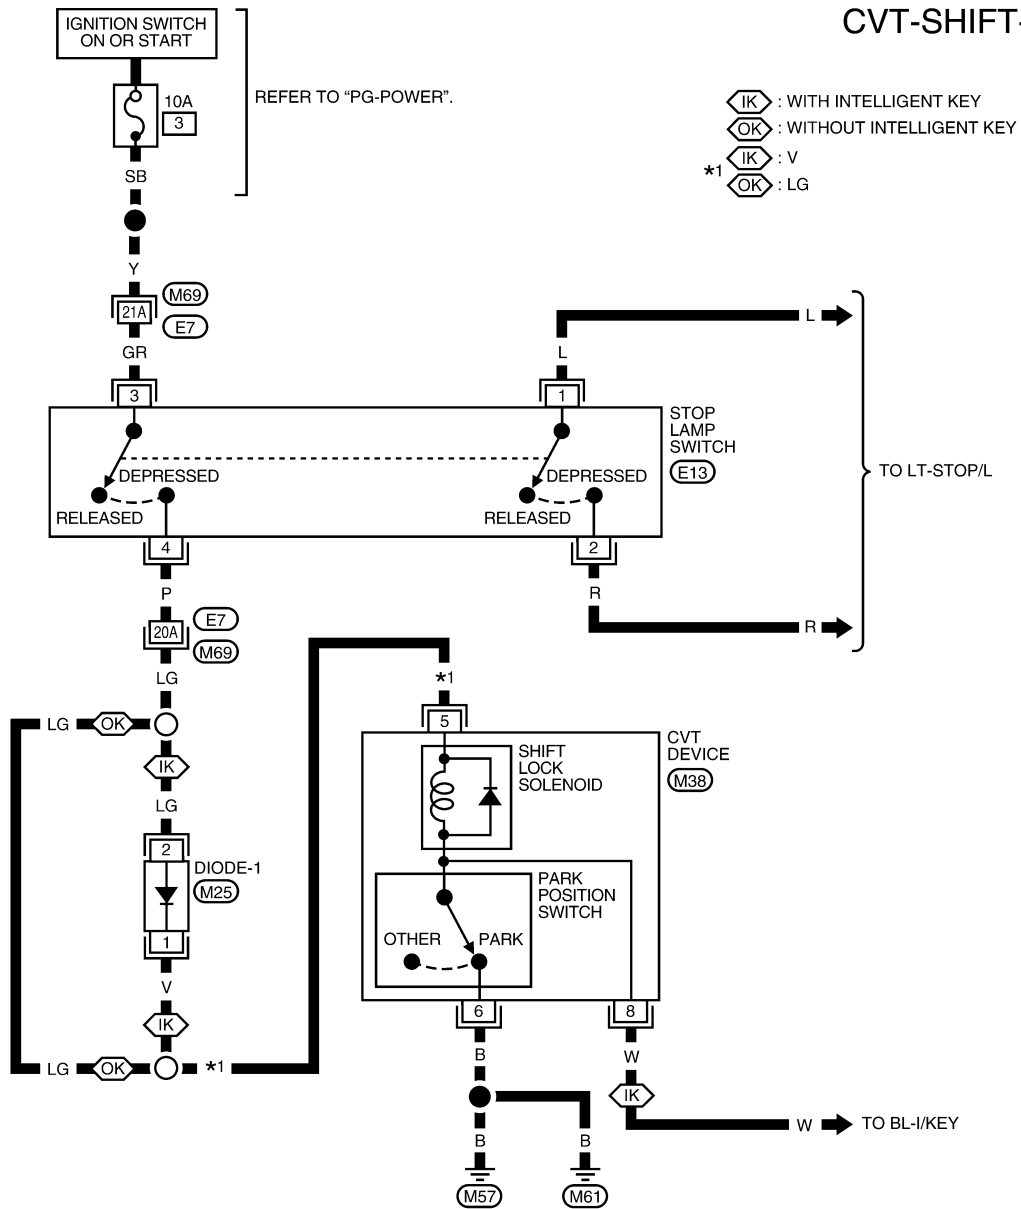 CVT-SHIFT-
IGNITION SWITCH
ON OR START
10A
3
REFER TO “PG-POWER”.
IK : WITH INTELLIGENT KEY
OK : WITHOUT INTELLIGENT KEY
*1
IK : V
OK : LG
SB
Y
21A
M69
E7
GR
3
L
L
1
STOP
LAMP
SWITCH
E13
DEPRESSED
RELEASED
DEPRESSED
RELEASED
TO LT-STOP/L
4
2
P
R
R
20A
E7
M69
LG
*1
LG
OK
IK
LG
5
CVT
DEVICE
M38
SHIFT
LOCK
SOLENOID
2
DIODE-1
M25
1
PARK
POSITION
SWITCH
OTHER
PARK
V
IK
6
8
LG
OK
*1
B
W
IK
W
TO BL-I/KEY
B
B
M57
M61